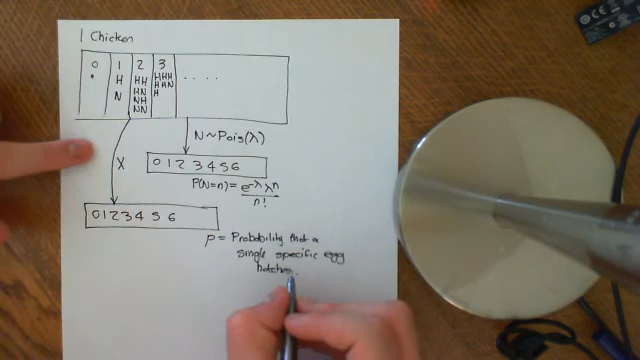 1 Chicken
0 1 2 3
H HH HHH
N HN HHN
NH H
NN
....
N~Pois(λ)
X
0 1 2 3 4 5 6
P(N=n) = e^-λ λ^n
n!
0 1 2 3 4 5 6
p = Probability that a
single specific egg
hatches.